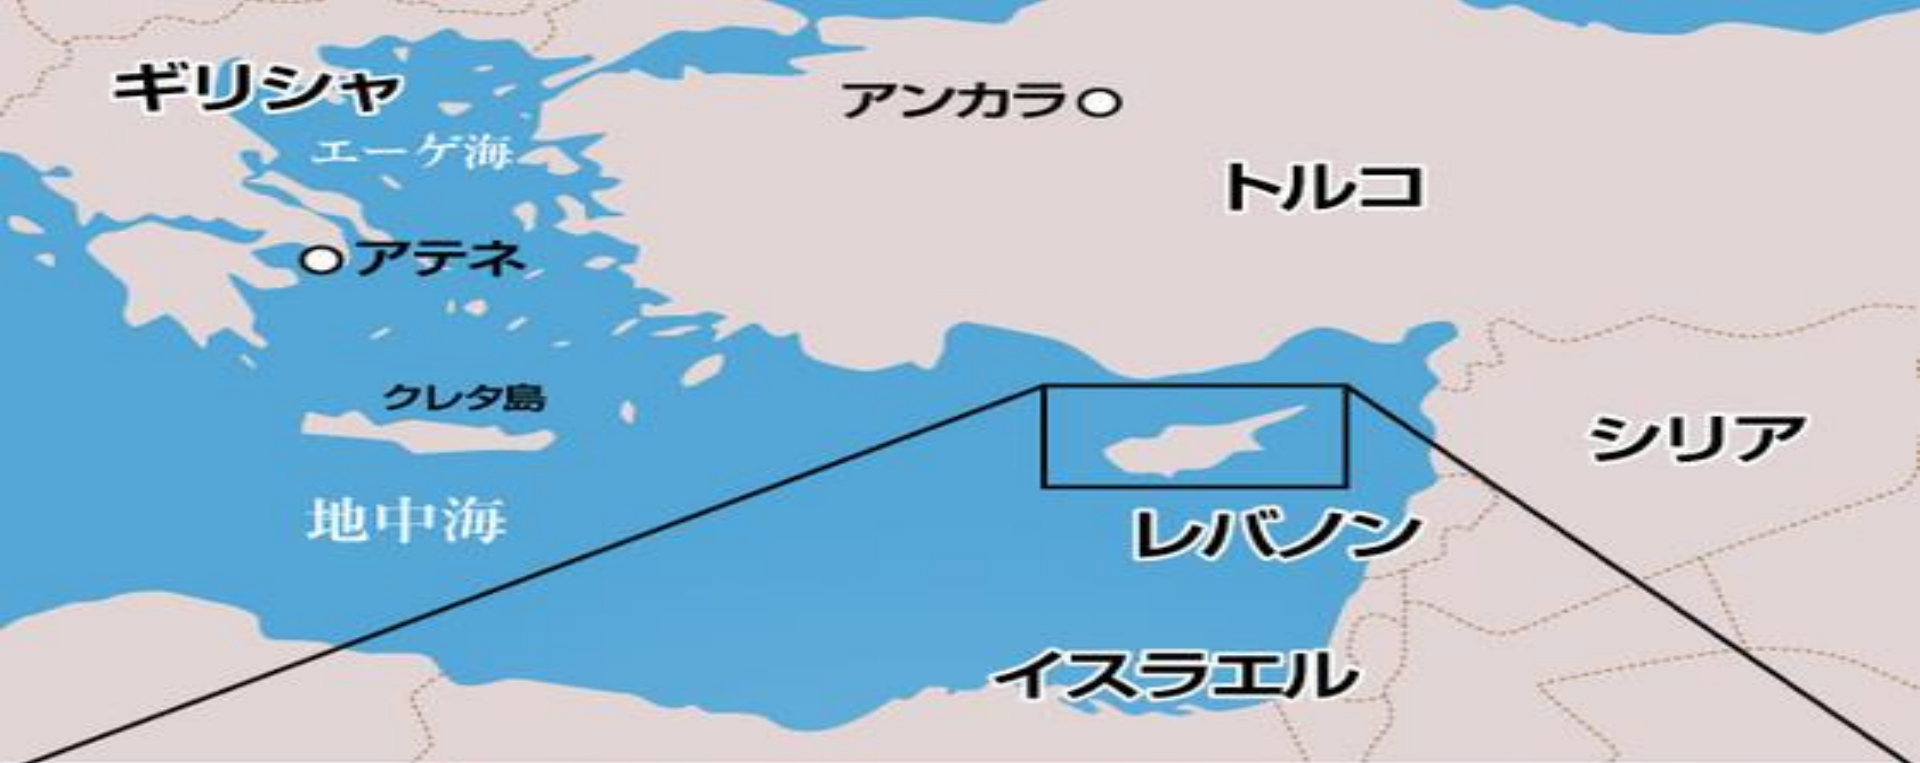 ギリシャ
アンカラ
エーゲ海
トルコ
アテネ
クレタ島
シリア
地中海
レバノン
イスラエル